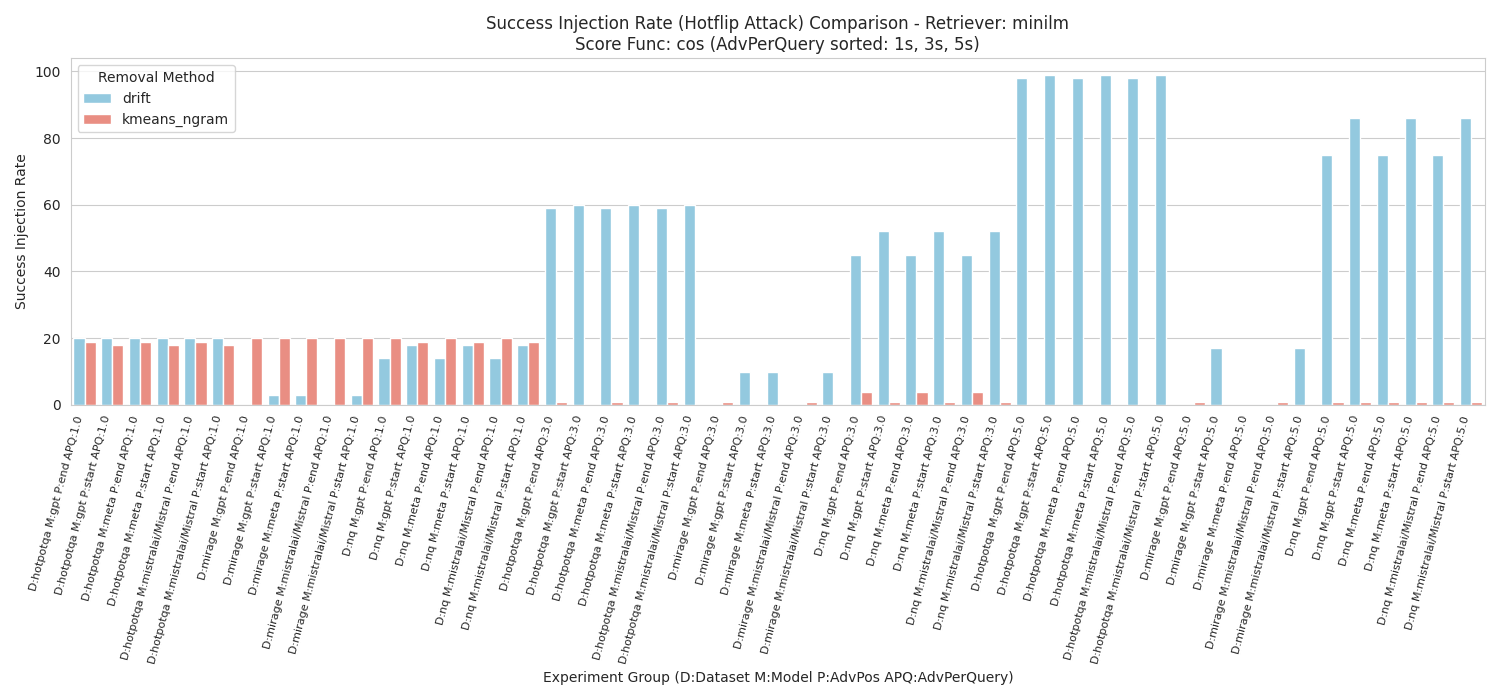 Success Injection Rate (Hotflip Attack) Comparison - Retriever: minilm
Score Func: cos (AdvPerQuery sorted: 1s, 3s, 5s)
Removal Method
drift
kmeans_ngram
Success Injection Rate
100
80
60
40
20
0
D:hotpotqa M:gpt P:end APQ:1.0
D:hotpotqa M:gpt P:start APQ:1.0
D:hotpotqa M:meta P:end APQ:1.0
D:hotpotqa M:meta P:start APQ:1.0
D:hotpotqa M:mistralai/Mistral P:end APQ:1.0
D:hotpotqa M:mistralai/Mistral P:start APQ:1.0
D:mirage M:gpt P:end APQ:1.0
D:mirage M:gpt P:start APQ:1.0
D:mirage M:meta P:start APQ:1.0
D:mirage M:mistralai/Mistral P:end APQ:1.0
D:mirage M:mistralai/Mistral P:start APQ:1.0
D:nq M:gpt P:end APQ:1.0
D:nq M:gpt P:start APQ:1.0
D:nq M:meta P:end APQ:1.0
D:nq M:meta P:start APQ:1.0
D:nq M:mistralai/Mistral P:end APQ:1.0
D:nq M:mistralai/Mistral P:start APQ:1.0
D:hotpotqa M:gpt P:end APQ:3.0
D:hotpotqa M:gpt P:start APQ:3.0
D:hotpotqa M:meta P:end APQ:3.0
D:hotpotqa M:meta P:start APQ:3.0
D:hotpotqa M:mistralai/Mistral P:end APQ:3.0
D:hotpotqa M:mistralai/Mistral P:start APQ:3.0
D:mirage M:gpt P:end APQ:3.0
D:mirage M:gpt P:start APQ:3.0
D:mirage M:meta P:start APQ:3.0
D:mirage M:mistralai/Mistral P:end APQ:3.0
D:mirage M:mistralai/Mistral P:start APQ:3.0
D:nq M:gpt P:end APQ:3.0
D:nq M:gpt P:start APQ:3.0
D:nq M:meta P:end APQ:3.0
D:nq M:meta P:start APQ:3.0
D:nq M:mistralai/Mistral P:end APQ:3.0
D:nq M:mistralai/Mistral P:start APQ:3.0
D:hotpotqa M:gpt P:end APQ:5.0
D:hotpotqa M:gpt P:start APQ:5.0
D:hotpotqa M:meta P:end APQ:5.0
D:hotpotqa M:meta P:start APQ:5.0
D:hotpotqa M:mistralai/Mistral P:end APQ:5.0
D:hotpotqa M:mistralai/Mistral P:start APQ:5.0
D:mirage M:gpt P:end APQ:5.0
D:mirage M:gpt P:start APQ:5.0
D:mirage M:meta P:end APQ:5.0
D:mirage M:mistralai/Mistral P:end APQ:5.0
D:mirage M:mistralai/Mistral P:start APQ:5.0
D:nq M:gpt P:end APQ:5.0
D:nq M:gpt P:start APQ:5.0
D:nq M:meta P:end APQ:5.0
D:nq M:meta P:start APQ:5.0
D:nq M:mistralai/Mistral P:end APQ:5.0
D:nq M:mistralai/Mistral P:start APQ:5.0
Experiment Group (D:Dataset M:Model P:AdvPos APQ:AdvPerQuery)